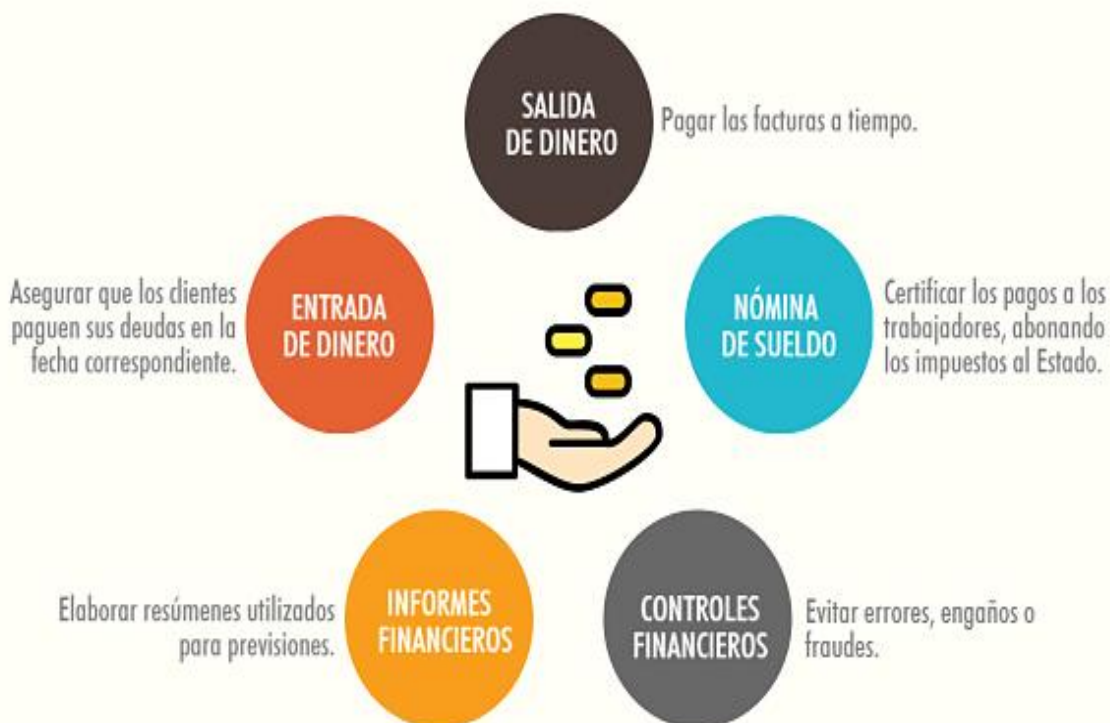 SALIDA
DE DINERO
Pagar las facturas a tiempo.
Asegurar que los clientes
paguen sus deudas en la
fecha correspondiente.
ENTRADA
DE DINERO
NÓMINA
DE SUELDO
Certificar los pagos a los
trabajadores, abonando
los impuestos al Estado.
Elaborar resúmenes utilizados
para previsiones.
INFORMES
FINANCIEROS
CONTROLES
FINANCIEROS
Evitar errores, engaños o
fraudes.